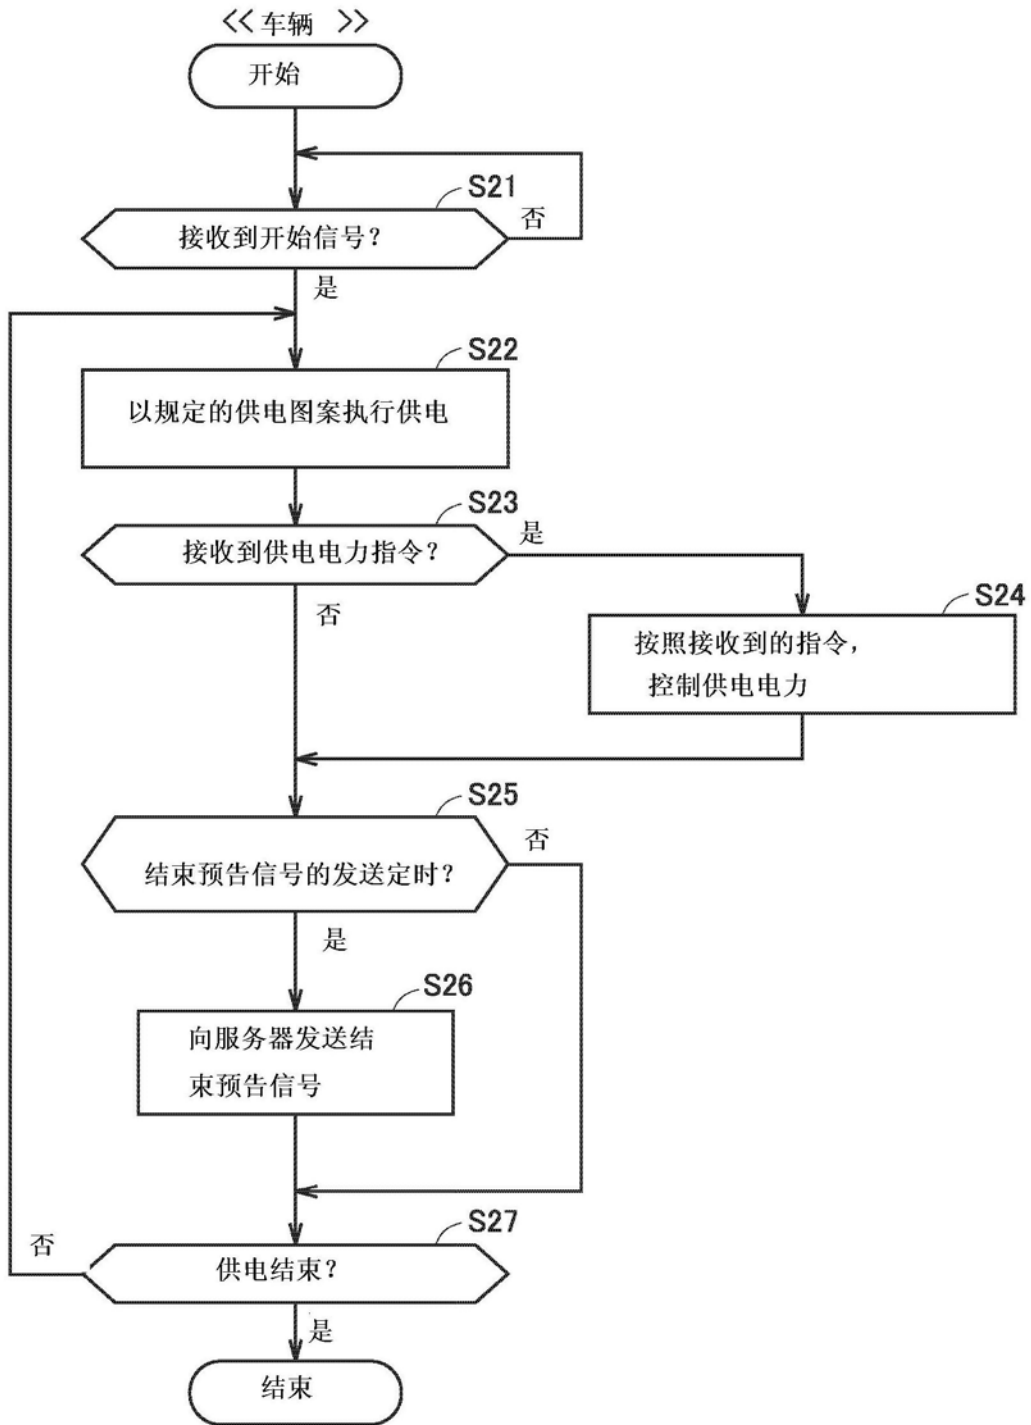 << 车辆 >>
开始
S21
接收到开始信号?
否
是
S22
以规定的供电图案执行供电
S23
接收到供电电力指令?
是
否
S24
按照接收到的指令,
控制供电电力
S25
结束预告信号的发送定时?
否
是
S26
向服务器发送结
束预告信号
S27
供电结束?
否
是
结束